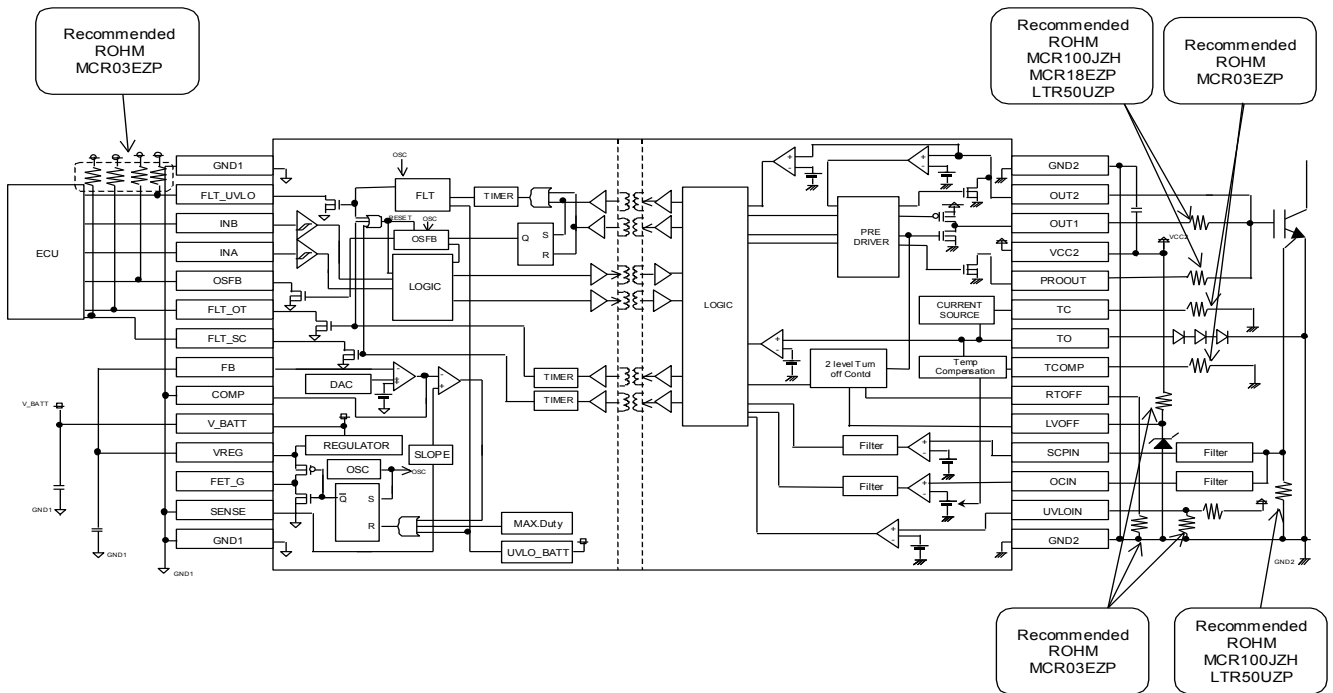 Recommended
ROHM
MCR03EZP
Recommended
ROHM
MCR100JZH
MCR18EZP
LTR50UZP
Recommended
ROHM
MCR03EZP
ECU
GND1
FLT_UVLO
INB
INA
OSFB
FLT_OT
FLT_SC
FB
COMP
V_BATT
VREG
FET_G
SENSE
GND1
V_BATT
GND1
GND1
GND1
OSC
FLT
TIMER
RESET
OSC
OSFB
Q
S
R
LOGIC
TIMER
TIMER
DAC
REGULATOR
SLOPE
OSC
OSC
Q
S
R
MAX.Duty
UVLO_BATT
LOGIC
PRE
DRIVER
CURRENT
SOURCE
2 level Turn
off Contol
Temp
Compensation
Filter
Filter
GND2
OUT2
OUT1
VCC2
PROOUT
TC
TO
TCOMP
RTOFF
LVOFF
SCPIN
OCIN
UVLOIN
GND2
VCC2
Filter
Filter
GND2
Recommended
ROHM
MCR03EZP
Recommended
ROHM
MCR100JZH
LTR50UZP